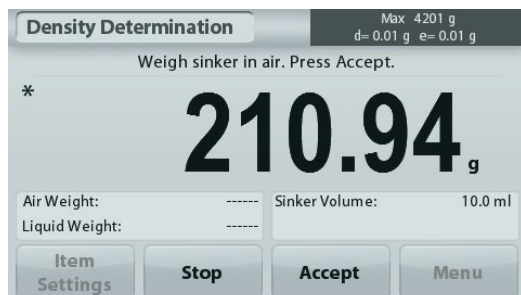 Density Determination
Max 4201 g
d= 0.01 g e= 0.01 g
Weigh sinker in air. Press Accept.
*
210.94 g
Air Weight: ------
Sinker Volume: 10.0 ml
Liquid Weight: ------
Item Settings
Stop
Accept
Menu